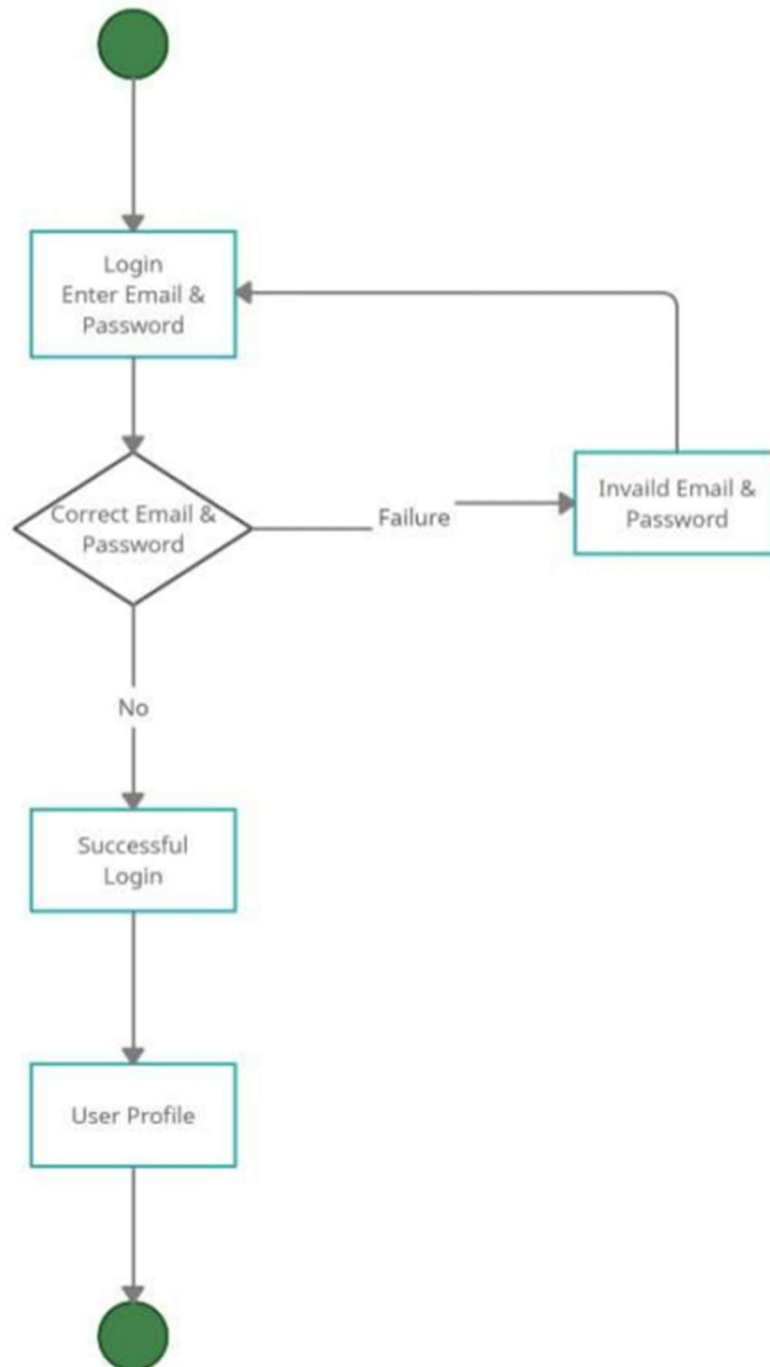 Login
Enter Email &
Password
Correct Email &
Password
Failure
Invaild Email &
Password
No
Successful
Login
User Profile